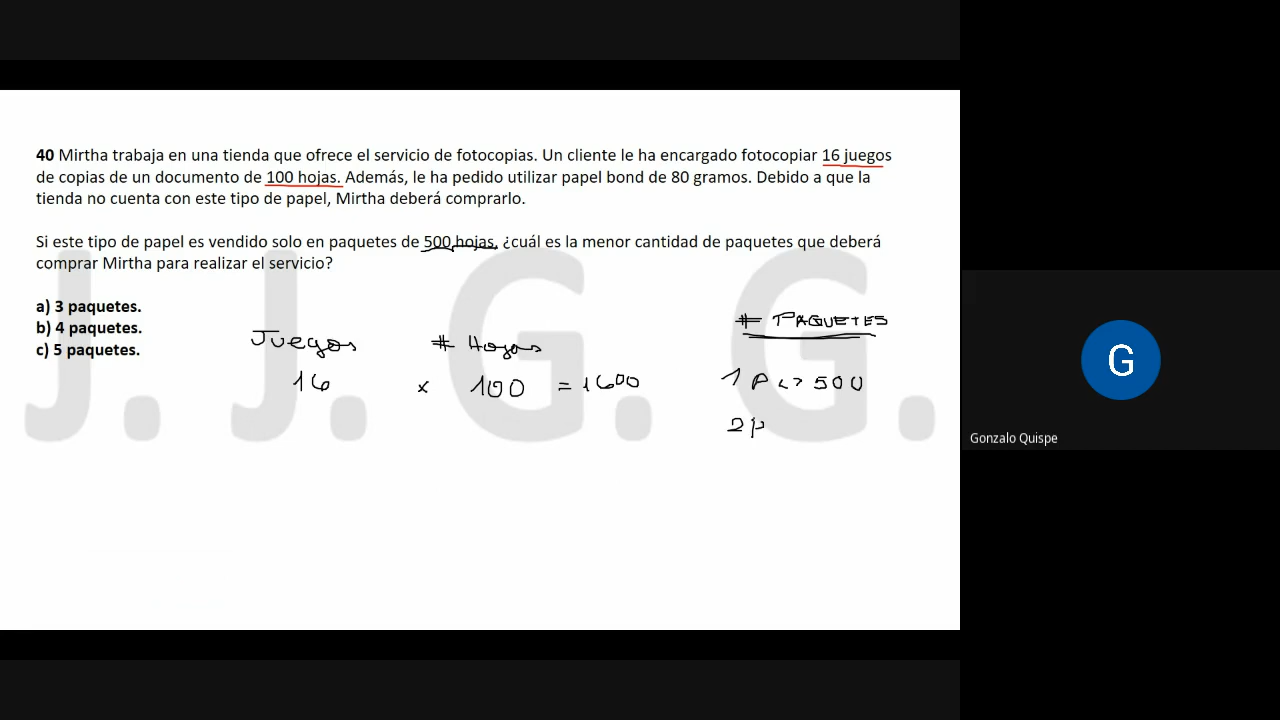 40 Mirtha trabaja en una tienda que ofrece el servicio de fotocopias. Un cliente le ha encargado fotocopiar 16 juegos
de copias de un documento de 100 hojas. Además, le ha pedido utilizar papel bond de 80 gramos. Debido a que la
tienda no cuenta con este tipo de papel, Mirtha deberá comprarlo.
Si este tipo de papel es vendido solo en paquetes de 500 hojas, ¿cuál es la menor cantidad de paquetes que deberá
comprar Mirtha para realizar el servicio?
a) 3 paquetes.
b) 4 paquetes.
c) 5 paquetes.
# PAQUETES
Juegos # Hojas
16 × 100 = 1600 1 P <> 500
2 P
J. J. G. G.
G
Gonzalo Quispe